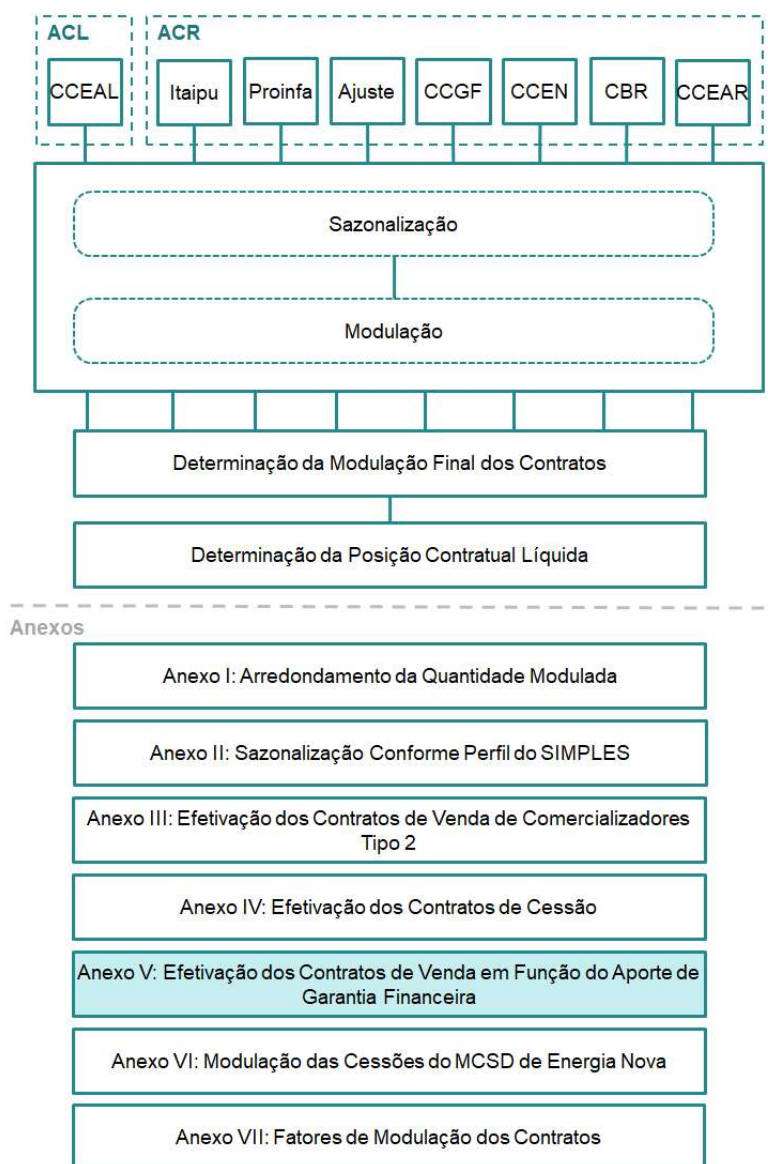 ACL
ACR
CCEAL
Itaipu
Proinfa
Ajuste
CCGF
CCEN
CBR
CCEAR
Sazonalização
Modulação
Determinação da Modulação Final dos Contratos
Determinação da Posição Contratual Líquida
Anexos
Anexo I: Arredondamento da Quantidade Modulada
Anexo II: Sazonalização Conforme Perfil do SIMPLES
Anexo III: Efetivação dos Contratos de Venda de Comercializadores
Tipo 2
Anexo IV: Efetivação dos Contratos de Cessão
Anexo V: Efetivação dos Contratos de Venda em Função do Aporte de
Garantia Financeira
Anexo VI: Modulação das Cessões do MCSD de Energia Nova
Anexo VII: Fatores de Modulação dos Contratos